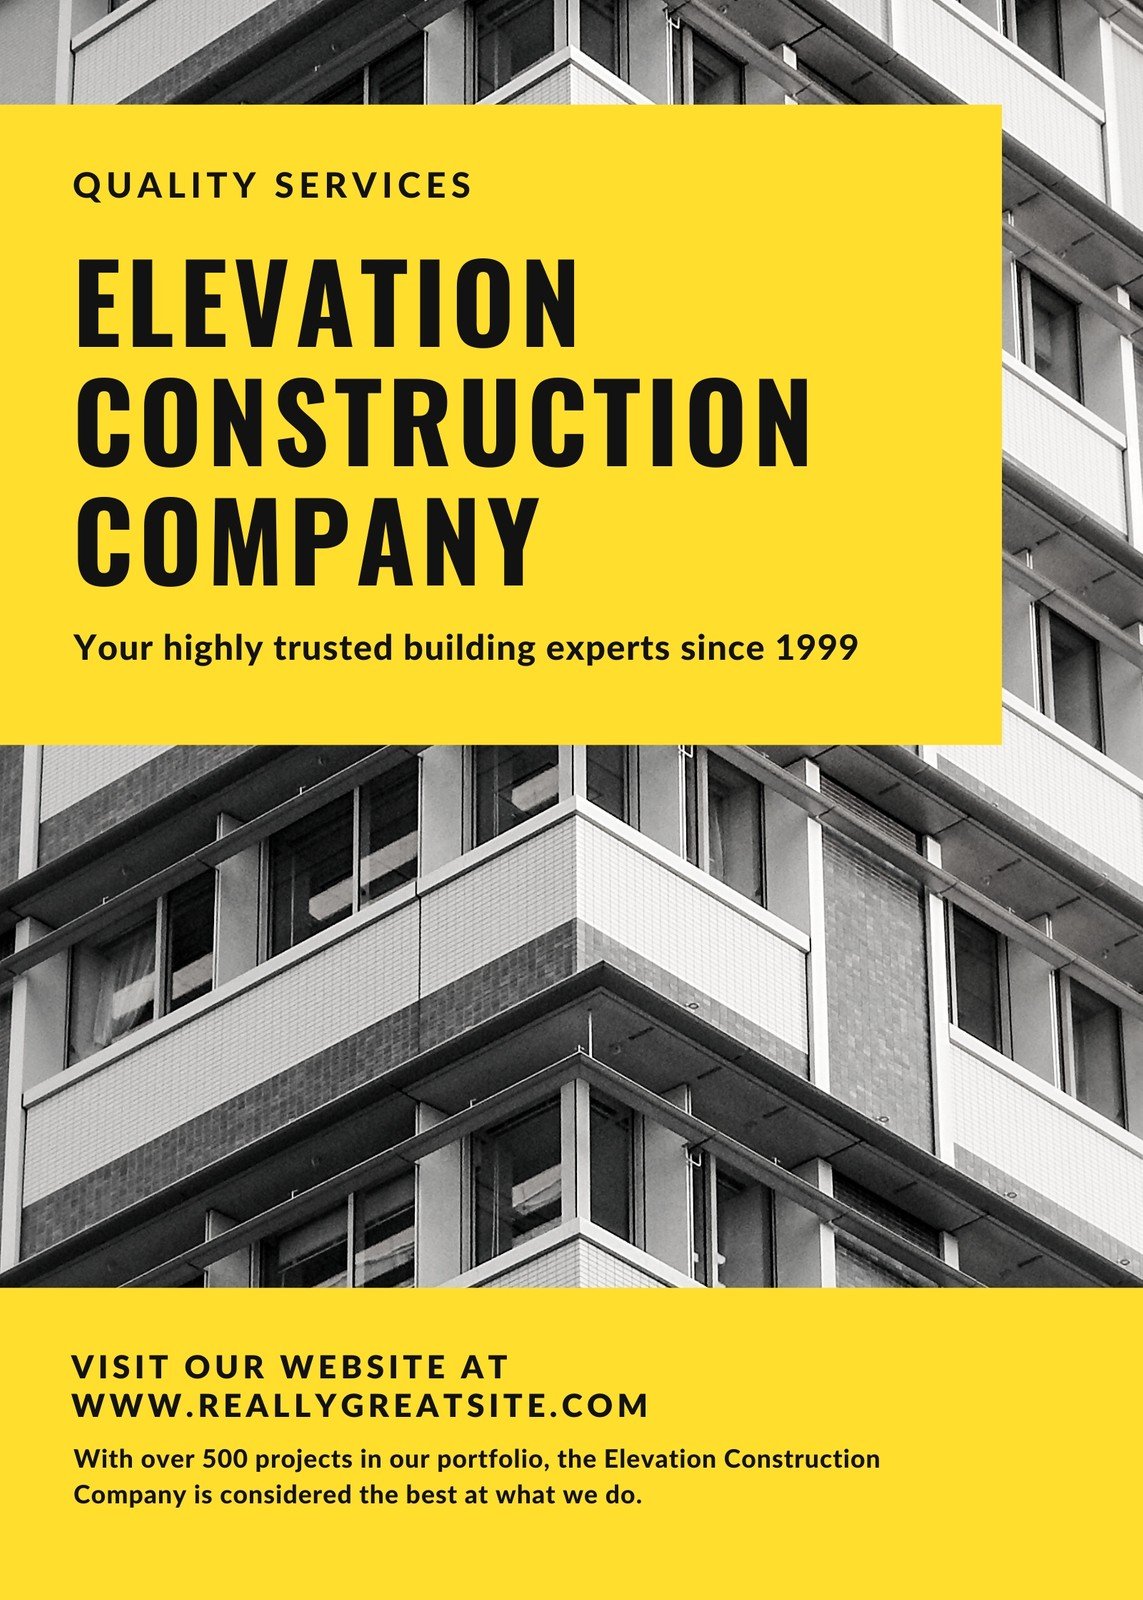 QUALITY SERVICES
ELEVATION
CONSTRUCTION
COMPANY
Your highly trusted building experts since 1999
VISIT OUR WEBSITE AT
WWW.REALLYGREATSITE.COM
With over 500 projects in our portfolio, the Elevation Construction
Company is considered the best at what we do.